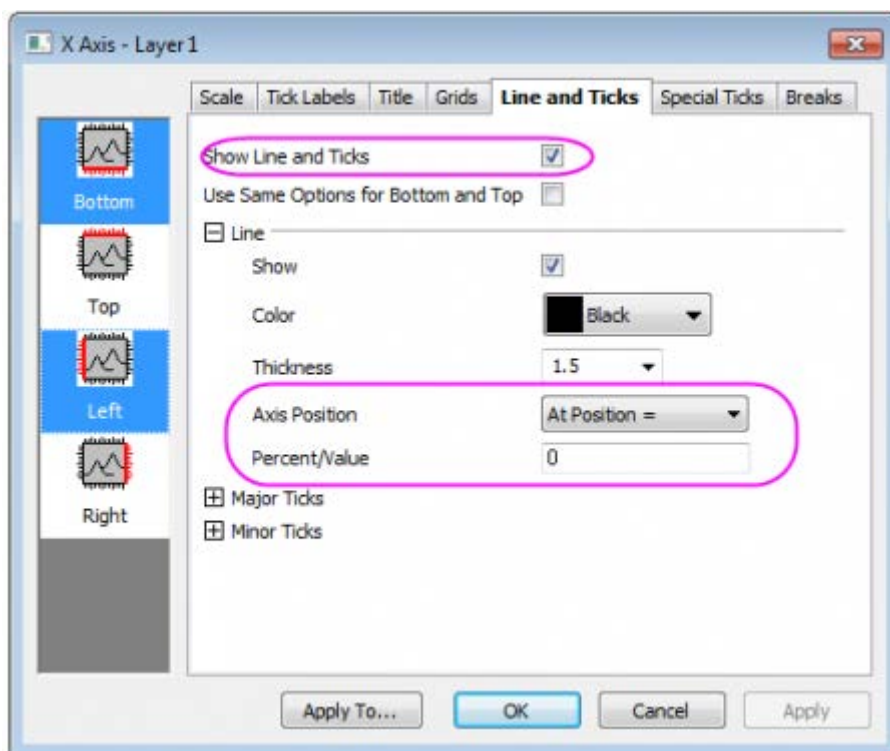 X Axis - Layer 1
Scale Tick Labels Title Grids Line and Ticks Special Ticks Breaks
Bottom
Top
Left
Right
Show Line and Ticks
Use Same Options for Bottom and Top
Line
Show
Color Black
Thickness 1.5
Axis Position At Position =
Percent/Value 0
Major Ticks
Minor Ticks
Apply To... OK Cancel Apply